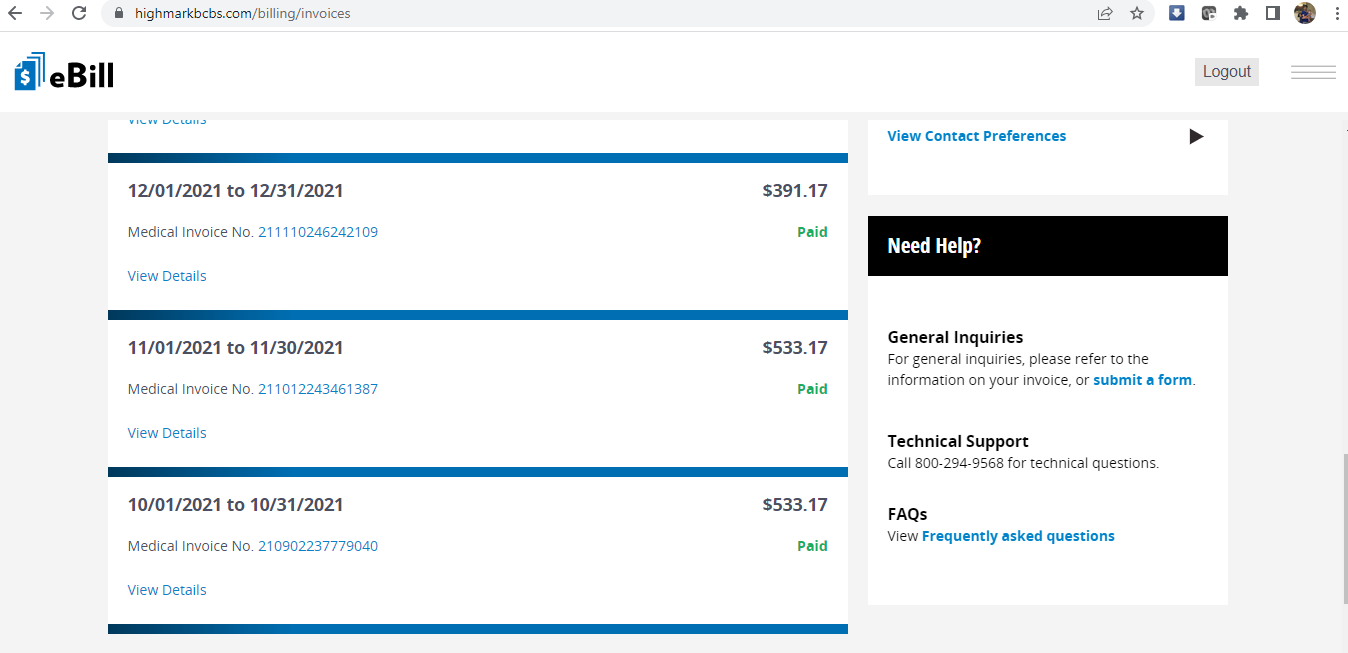 highmarkbcbs.com/billing/invoices
$ eBill
Logout
View Details
View Contact Preferences
12/01/2021 to 12/31/2021
$391.17
Medical Invoice No. 211110246242109
Paid
View Details
11/01/2021 to 11/30/2021
$533.17
Medical Invoice No. 211012243461387
Paid
View Details
10/01/2021 to 10/31/2021
$533.17
Medical Invoice No. 210902237779040
Paid
View Details
Need Help?
General Inquiries
For general inquiries, please refer to the
information on your invoice, or submit a form.
Technical Support
Call 800-294-9568 for technical questions.
FAQs
View Frequently asked questions